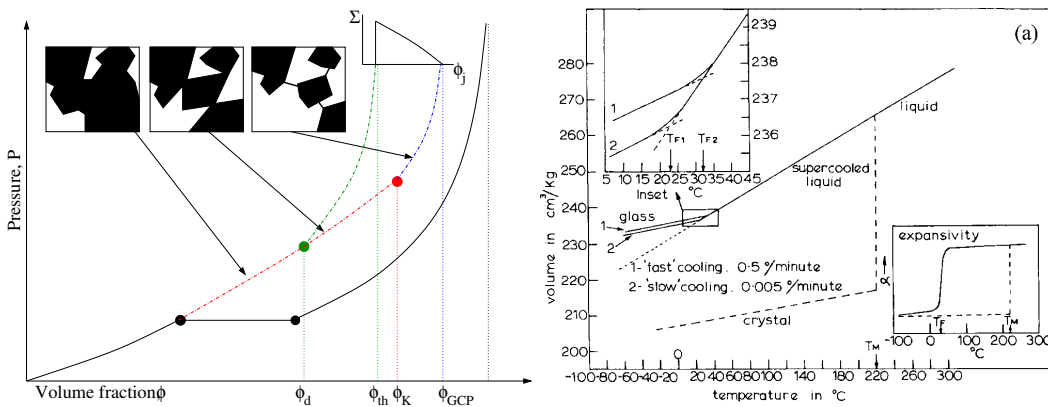 Σ
ϕj
Pressure, P
Volume fraction ϕ
ϕd
ϕth
ϕK
ϕGCP
(a)
volume in cm³/Kg
280
270
260
250
240
230
220
210
200
195
239
238
237
236
1
2
TF1
TF2
5 10 15 20 25 30 35 40 45
°C
Inset
liquid
supercooled
liquid
glass
1
2
1-'fast' cooling. 0·5°/minute
2-'slow' cooling. 0·005°/minute
crystal
expansivity
α
TF
TM
-100 0 100 200 300
°C
TM
0
-100 -80 -60 -40 -20 20 40 60 80 100 140 180 220 260 300
temperature in °C